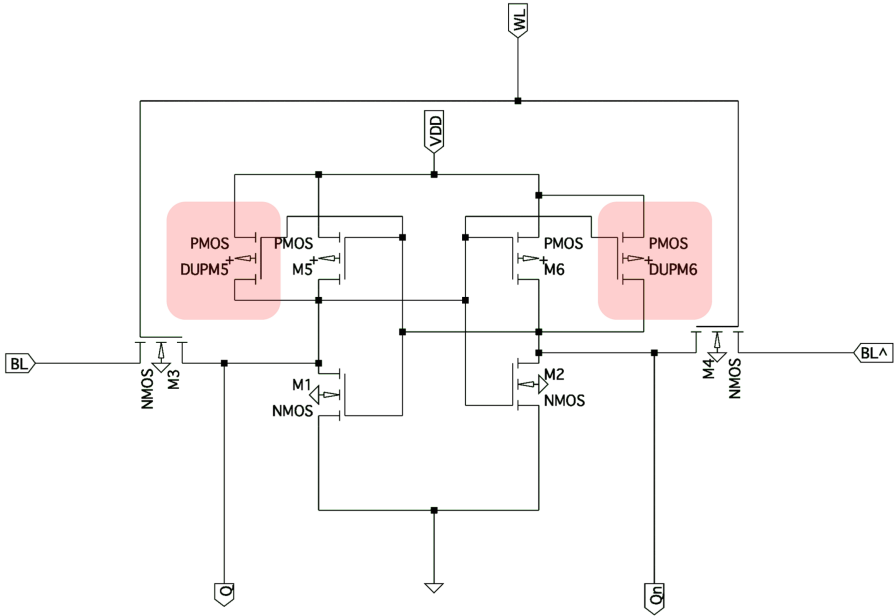 WL
VDD
PMOS
DUPM5
PMOS
M5
PMOS
M6
PMOS
DUPM6
BL
NMOS
M3
M1
NMOS
M2
NMOS
M4
NMOS
BL^
Q
Qn